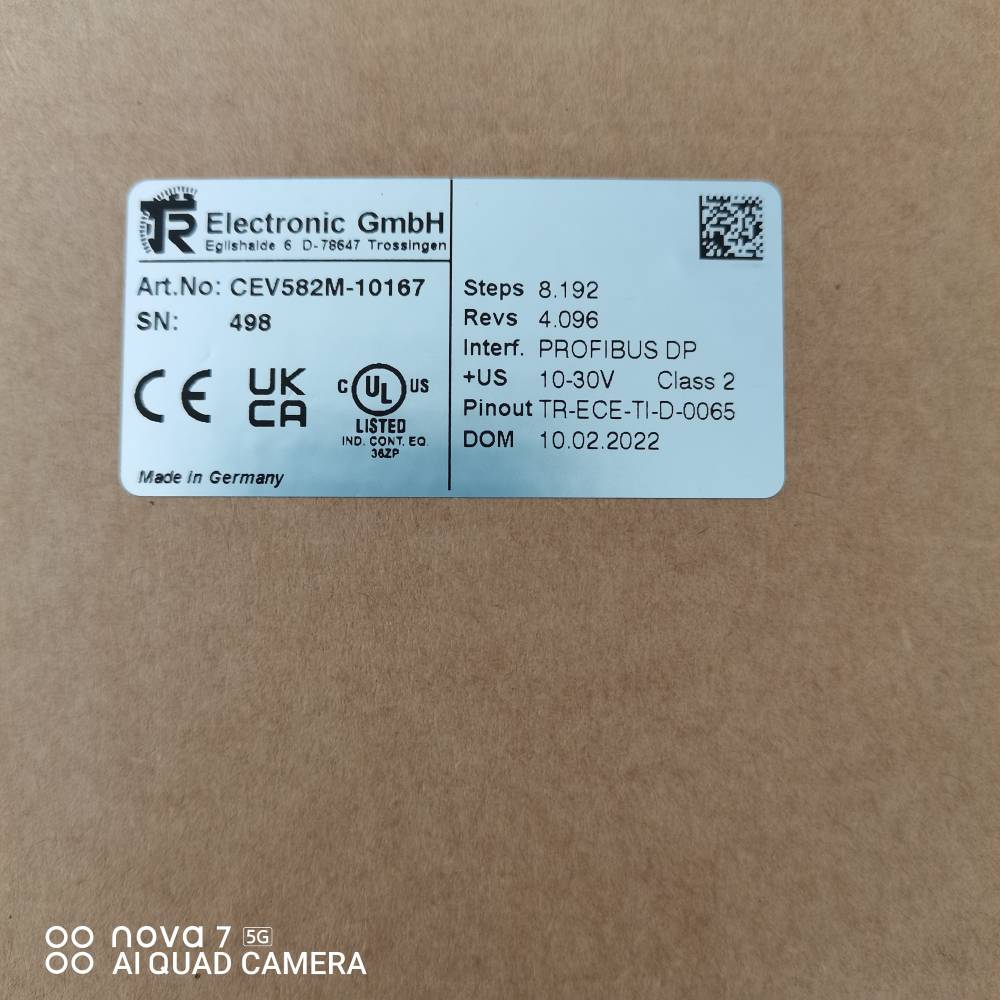 TR Electronic GmbH
Eglishalde 6 D-78647 Trossingen
Art.No: CEV582M-10167
SN: 498
CE UK CA
C UL US
LISTED
IND. CONT. EQ.
36ZP
Made in Germany
Steps 8.192
Revs 4.096
Interf. PROFIBUS DP
+US 10-30V Class 2
Pinout TR-ECE-TI-D-0065
DOM 10.02.2022
nova 7 5G
AI QUAD CAMERA